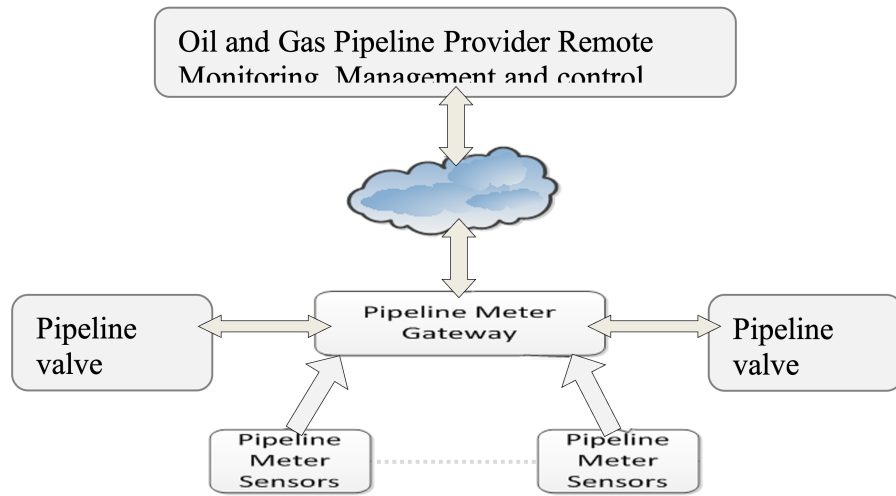 Oil and Gas Pipeline Provider Remote
Monitoring, Management and control
Pipeline Meter
Gateway
Pipeline
valve
Pipeline
valve
Pipeline
Meter
Sensors
Pipeline
Meter
Sensors